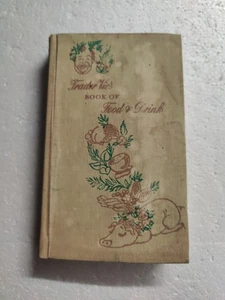 Trader Vic's
BOOK OF
Food & Drink